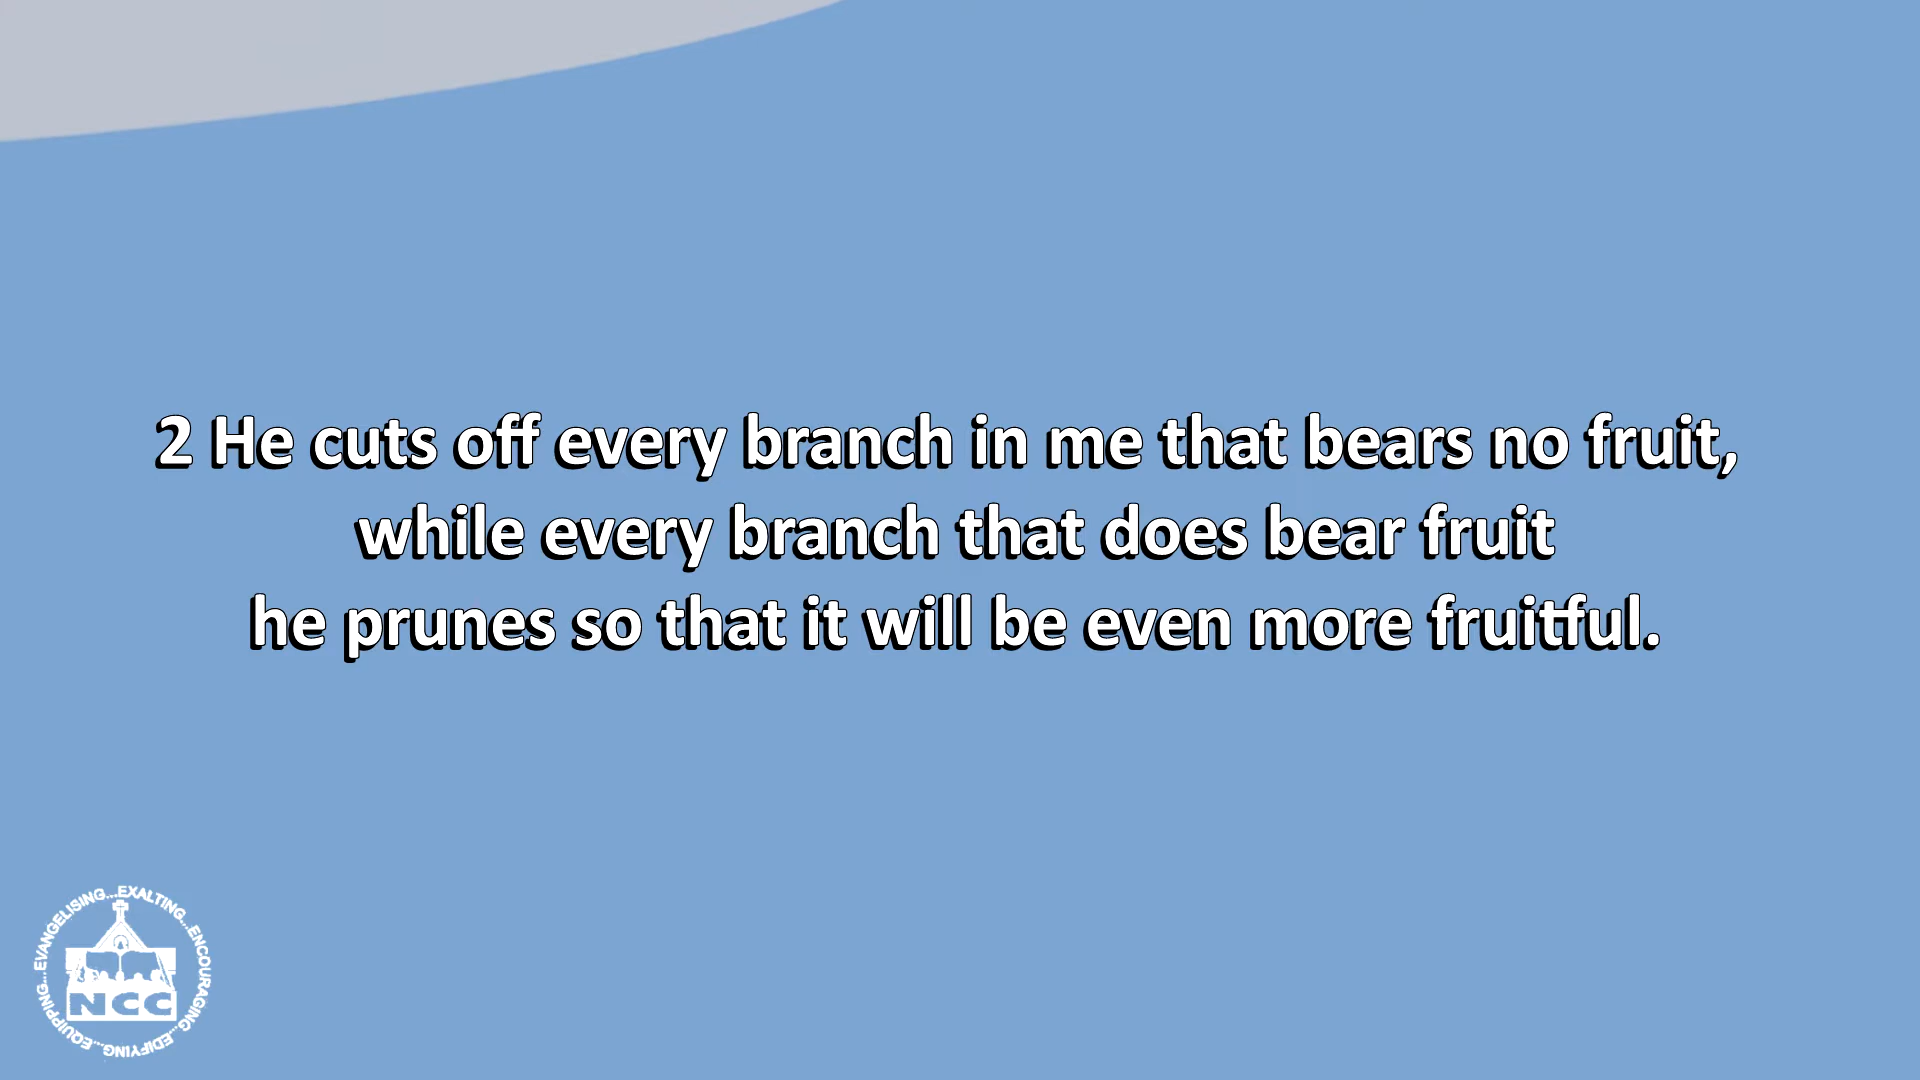 2 He cuts off every branch in me that bears no fruit,
while every branch that does bear fruit
he prunes so that it will be even more fruitful.
EQUIPPING...EVANGELISING...EXALTING...ENCOURAGING...EDIFYING...
NCC